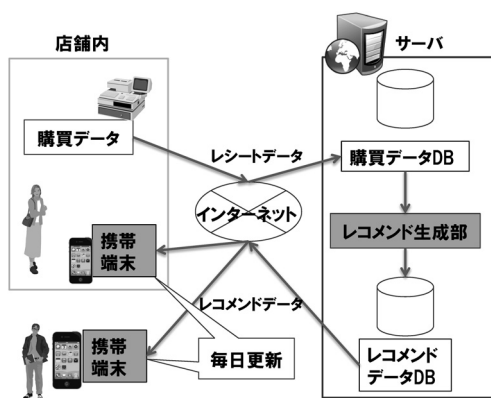 店舗内
サーバ
購買データ
レシートデータ
購買データDB
インターネット
レコメンド生成部
携帯
端末
レコメンドデータ
携帯
端末
毎日更新
レコメンド
データDB